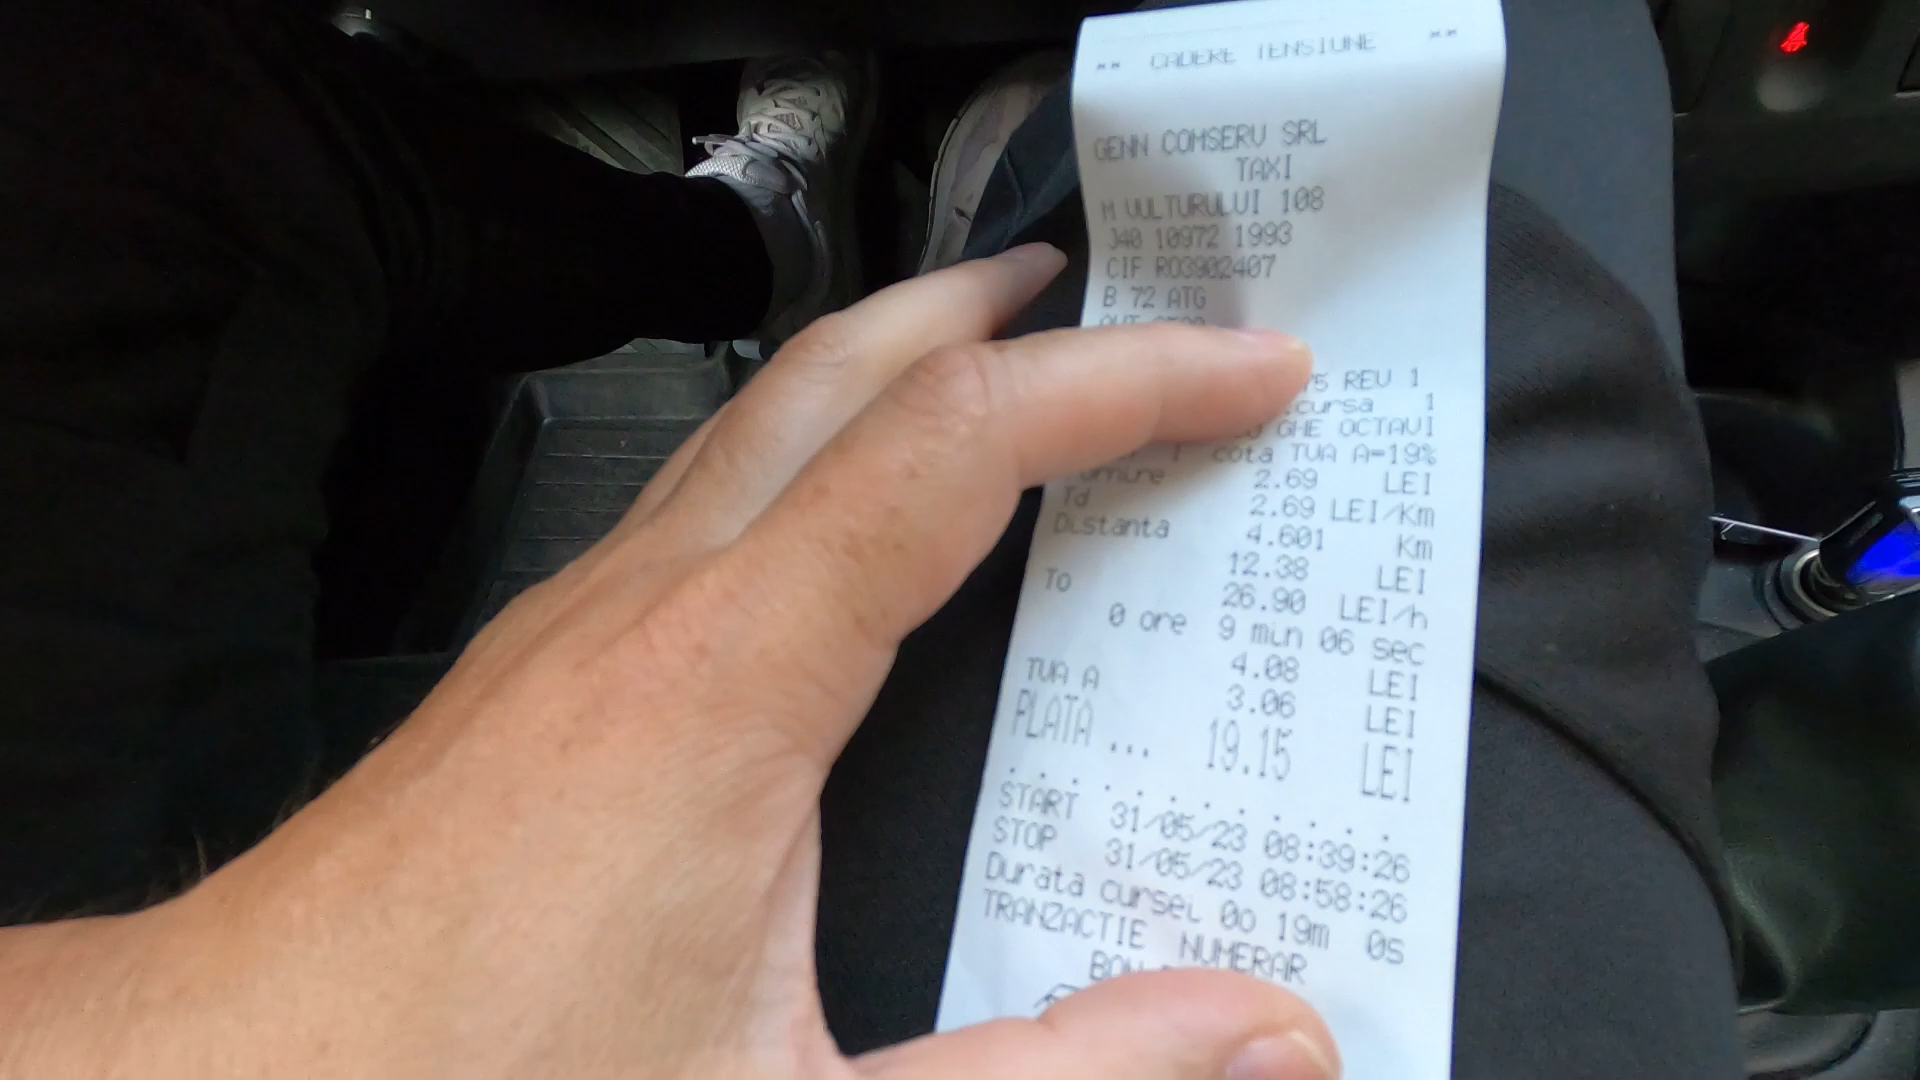 ** CADERE TENSIUNE **
GENN COMSERV SRL
TAXI
M VULTURULUI 108
J40 10972 1993
CIF RO3902407
B 72 ATG
REV 1
cursa 1
GHE OCTAVI
1 cota TVA A=19%
2.69 LEI
Td 2.69 LEI/Km
Distanta 4.601 Km
12.38 LEI
To 26.90 LEI/h
0 ore 9 min 06 sec
4.08 LEI
TVA A 3.06 LEI
PLATA ... 19.15 LEI
. . . . . . . . . . . .
START 31/05/23 08:39:26
STOP 31/05/23 08:58:26
Durata cursei 0o 19m 0s
TRANZACTIE NUMERAR